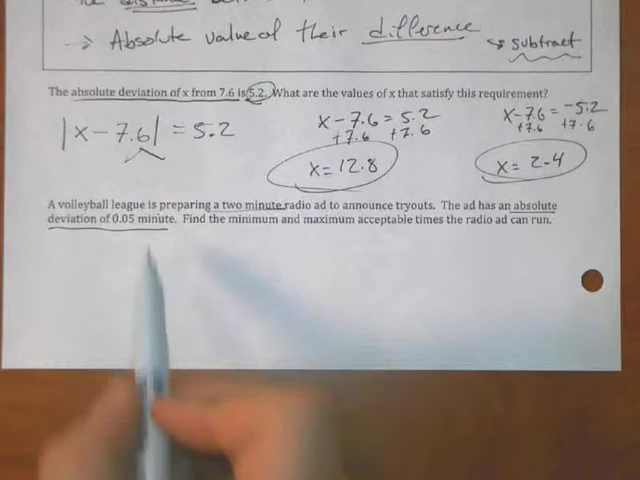 distance
-> Absolute value of their difference
↳ subtract
The absolute deviation of x from 7.6 is 5.2. What are the values of x that satisfy this requirement?
|x - 7.6| = 5.2
x - 7.6 = 5.2
+7.6 +7.6
x = 12.8
x - 7.6 = -5.2
+7.6 +7.6
x = 2.4
A volleyball league is preparing a two minute radio ad to announce tryouts. The ad has an absolute
deviation of 0.05 minute. Find the minimum and maximum acceptable times the radio ad can run.